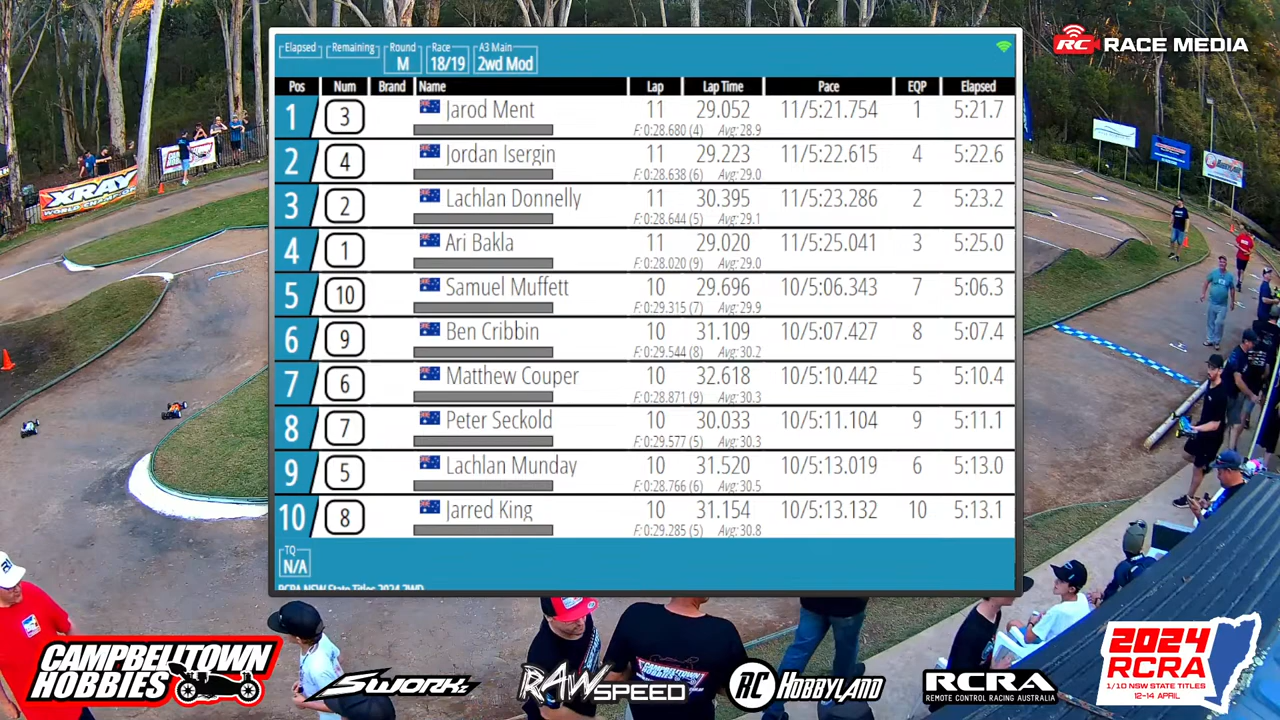 RC RACE MEDIA
Elapsed Remaining Round Race A3 Main
M 18/19 2wd Mod
Pos Num Brand Name Lap Lap Time Pace EQP Elapsed
1 3 Jarod Ment 11 29.052 11/5:21.754 1 5:21.7
F: 0:28.680 (4) Avg: 28.9
2 4 Jordan Isergin 11 29.223 11/5:22.615 4 5:22.6
F: 0:28.638 (6) Avg: 29.0
3 2 Lachlan Donnelly 11 30.395 11/5:23.286 2 5:23.2
F: 0:28.644 (5) Avg: 29.1
4 1 Ari Bakla 11 29.020 11/5:25.041 3 5:25.0
F: 0:28.020 (9) Avg: 29.0
5 10 Samuel Muffett 10 29.696 10/5:06.343 7 5:06.3
F: 0:29.315 (7) Avg: 29.9
6 9 Ben Cribbin 10 31.109 10/5:07.427 8 5:07.4
F: 0:29.544 (8) Avg: 30.2
7 6 Matthew Couper 10 32.618 10/5:10.442 5 5:10.4
F: 0:28.871 (9) Avg: 30.3
8 7 Peter Seckold 10 30.033 10/5:11.104 9 5:11.1
F: 0:29.577 (5) Avg: 30.3
9 5 Lachlan Munday 10 31.520 10/5:13.019 6 5:13.0
F: 0:28.766 (6) Avg: 30.5
10 8 Jarred King 10 31.154 10/5:13.132 10 5:13.1
F: 0:29.285 (5) Avg: 30.8
TQ
N/A
RCRA NSW State Titles 2024 2WD
XRAY
WORLD CHAMPION
CAMPBELLTOWN
HOBBIES
SWORKz
RAW SPEED
RC HOBBYLAND
RCRA
REMOTE CONTROL RACING AUSTRALIA
2024
RCRA
1/10 NSW STATE TITLES
12-14 APRIL